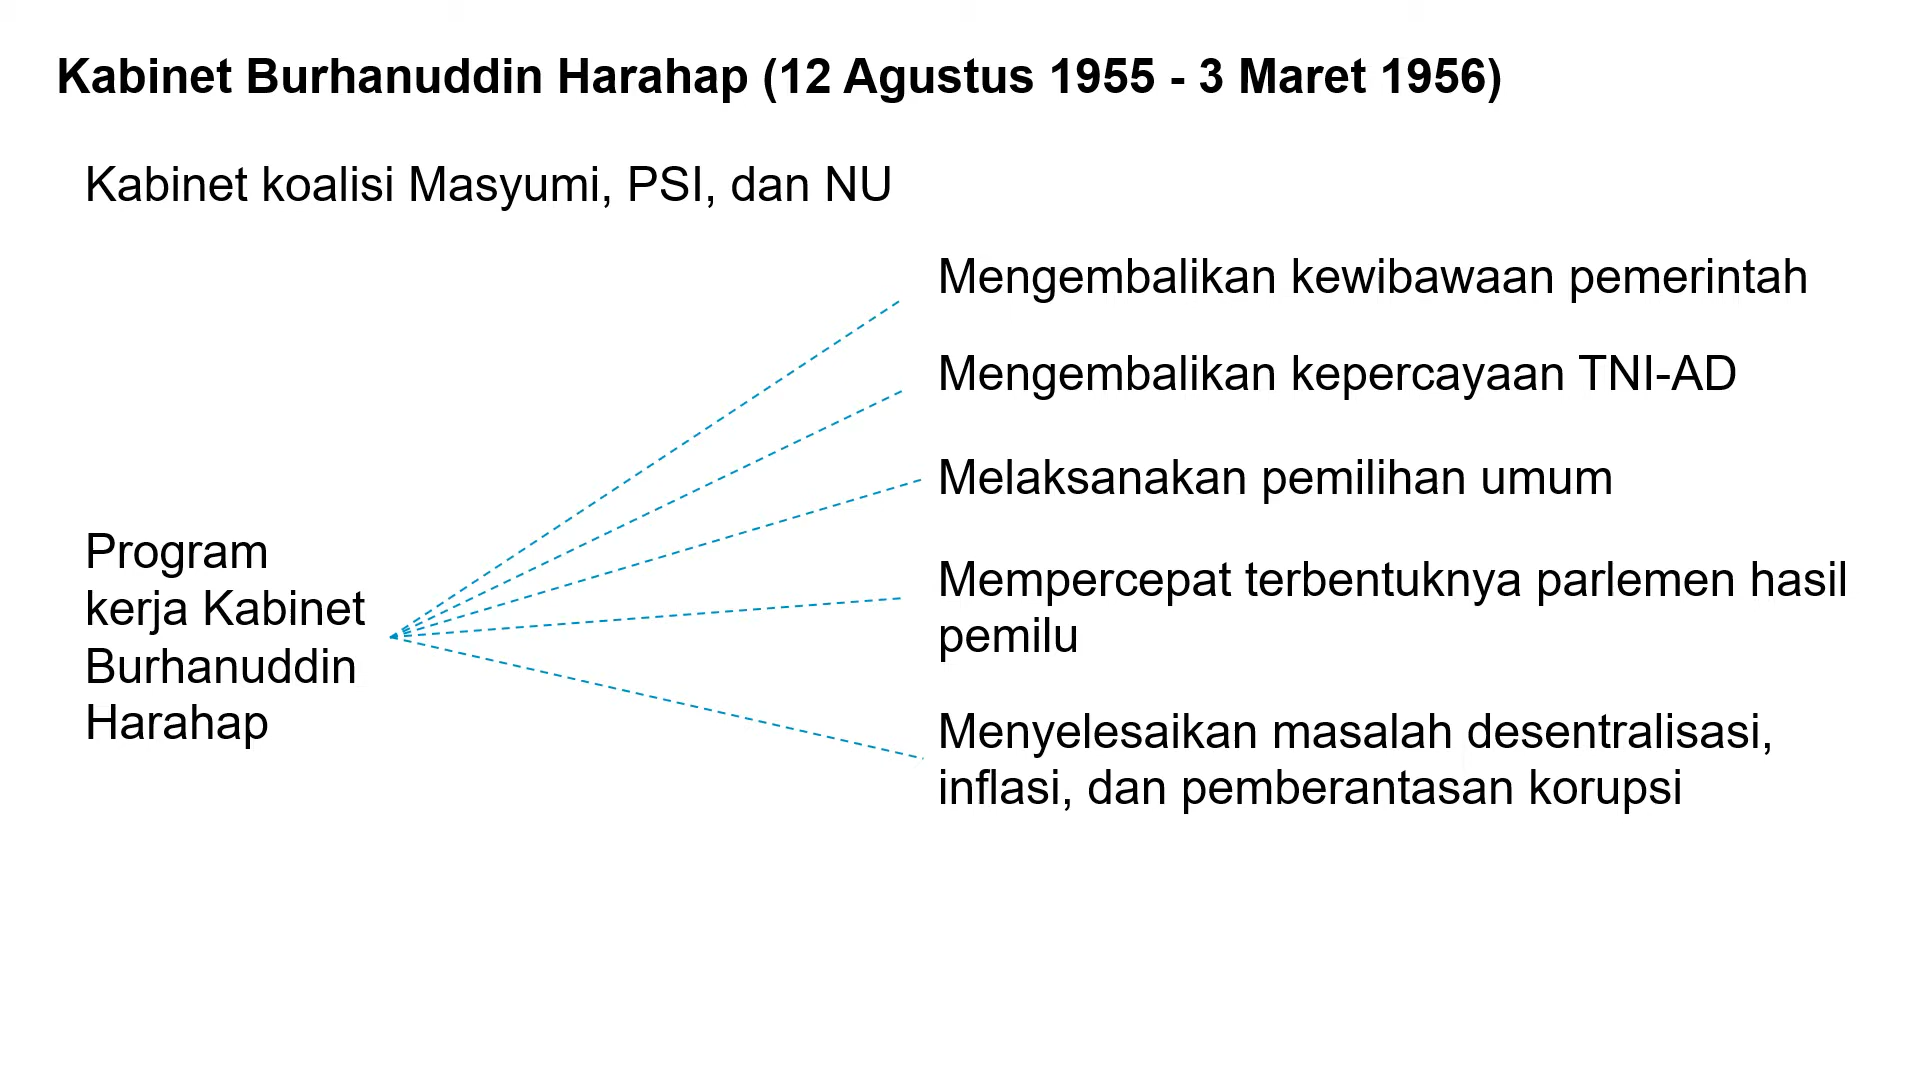 Kabinet Burhanuddin Harahap (12 Agustus 1955 - 3 Maret 1956)
Kabinet koalisi Masyumi, PSI, dan NU
Program
kerja Kabinet
Burhanuddin
Harahap
Mengembalikan kewibawaan pemerintah
Mengembalikan kepercayaan TNI-AD
Melaksanakan pemilihan umum
Mempercepat terbentuknya parlemen hasil
pemilu
Menyelesaikan masalah desentralisasi,
inflasi, dan pemberantasan korupsi